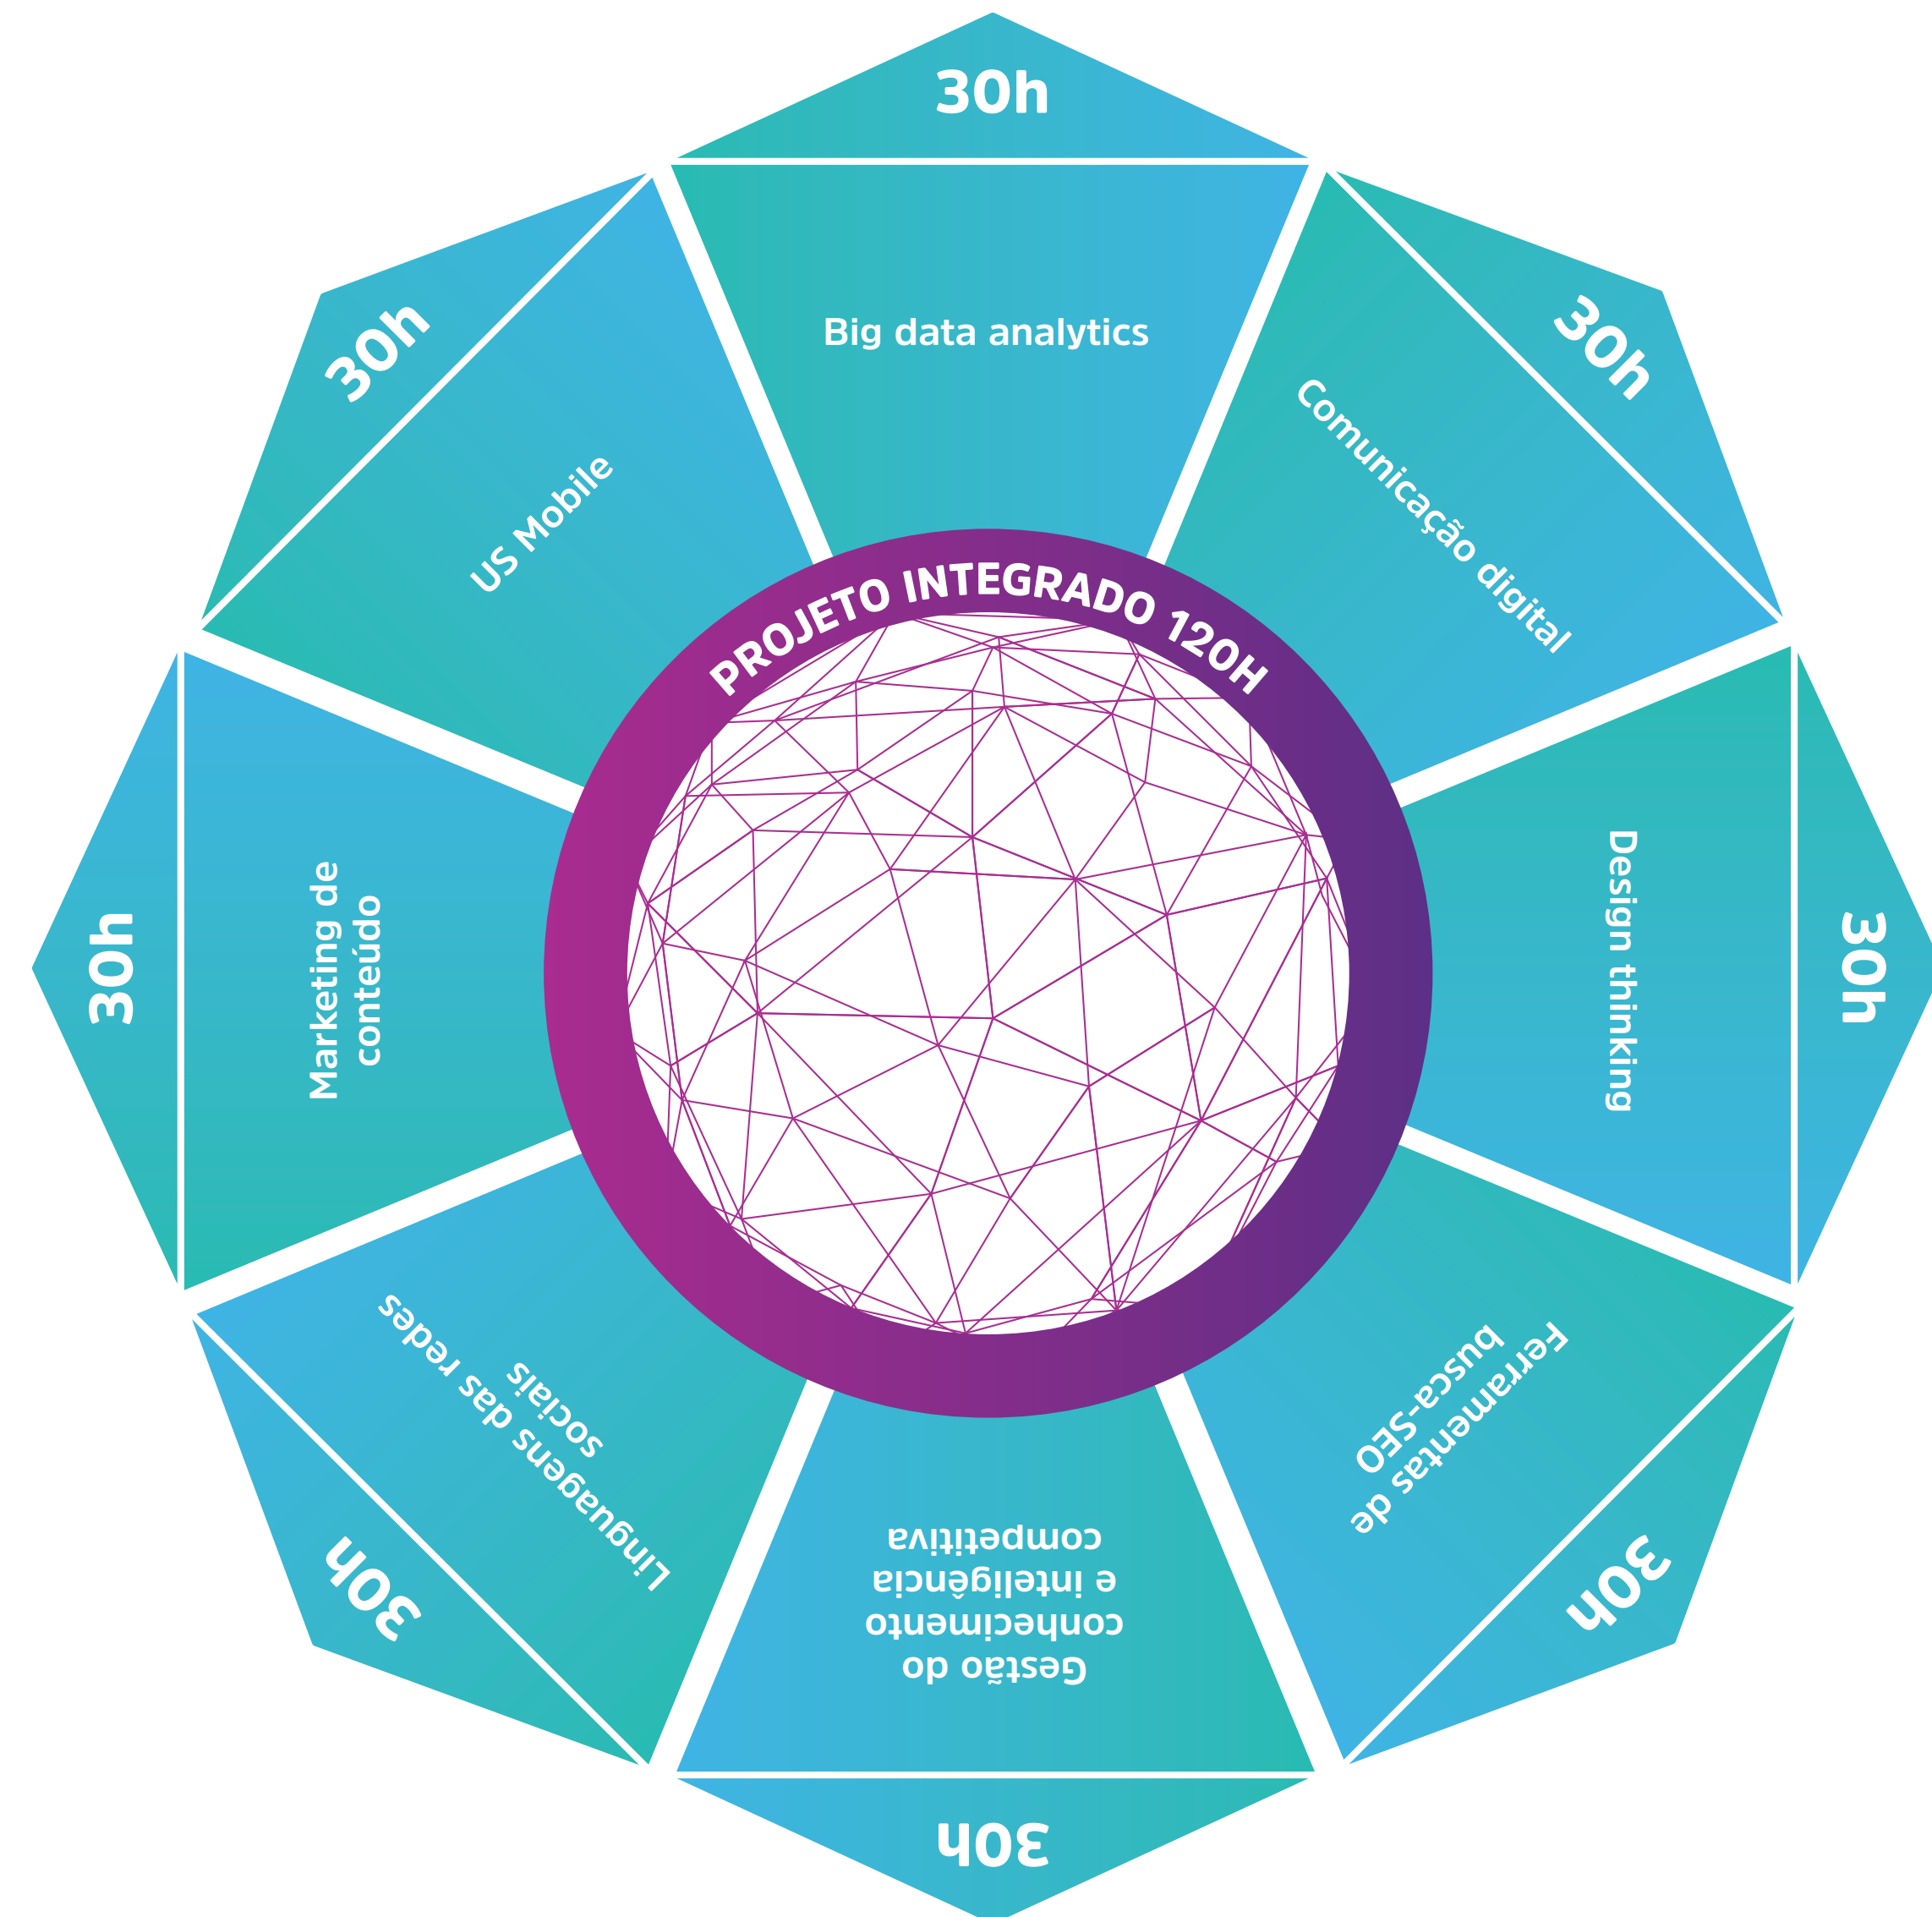 30h
Big data analytics
30h
Comunicação digital
30h
Design thinking
30h
Ferramentas de
busca-SEO
30h
Gestão do
conhecimento
e inteligência
competitiva
30h
Linguagens das redes
sociais
30h
Marketing de
conteúdo
30h
US Mobile
PROJETO INTEGRADO 120H